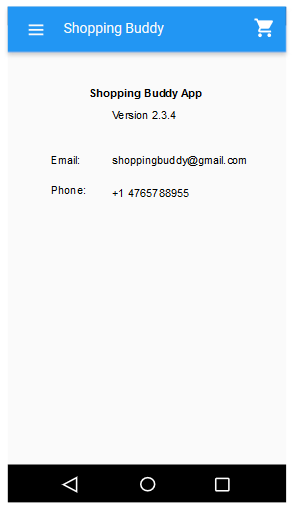 Shopping Buddy
Shopping Buddy App
Version 2.3.4
Email: shoppingbuddy@gmail.com
Phone: +1 4765788955